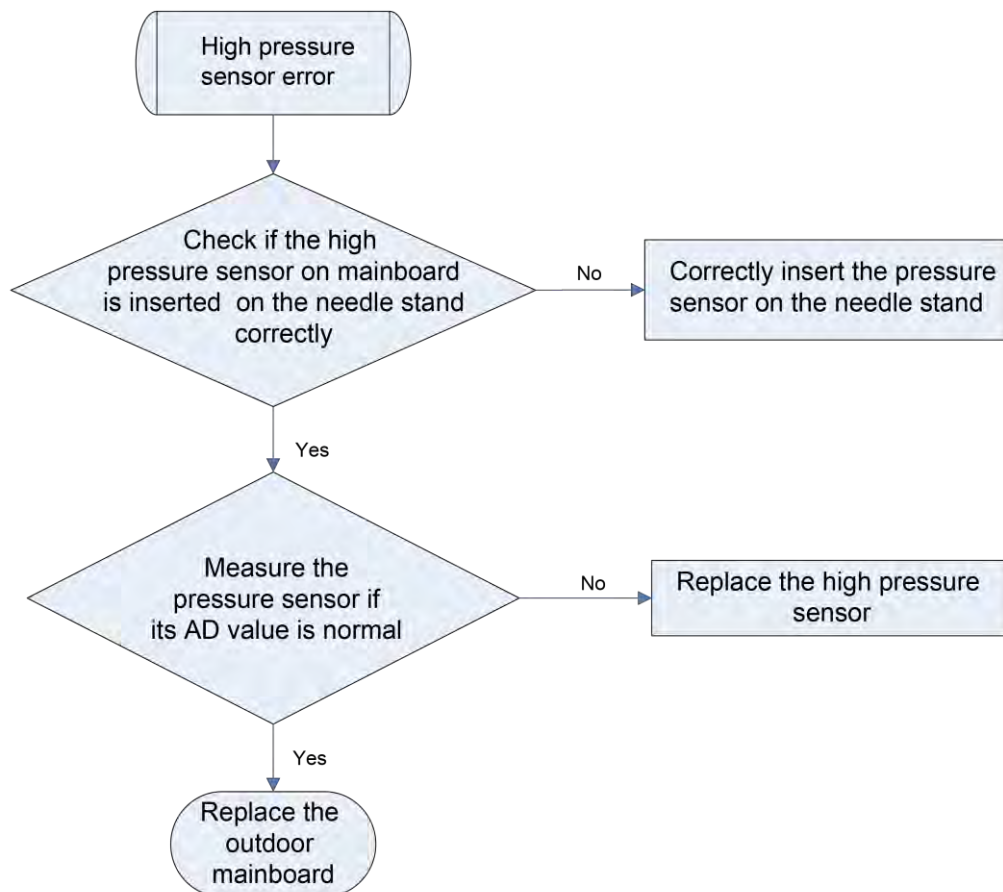 High pressure
sensor error
Check if the high
pressure sensor on mainboard
is inserted on the needle stand
correctly
No
Correctly insert the pressure
sensor on the needle stand
Yes
Measure the
pressure sensor if
its AD value is normal
No
Replace the high pressure
sensor
Yes
Replace the
outdoor
mainboard